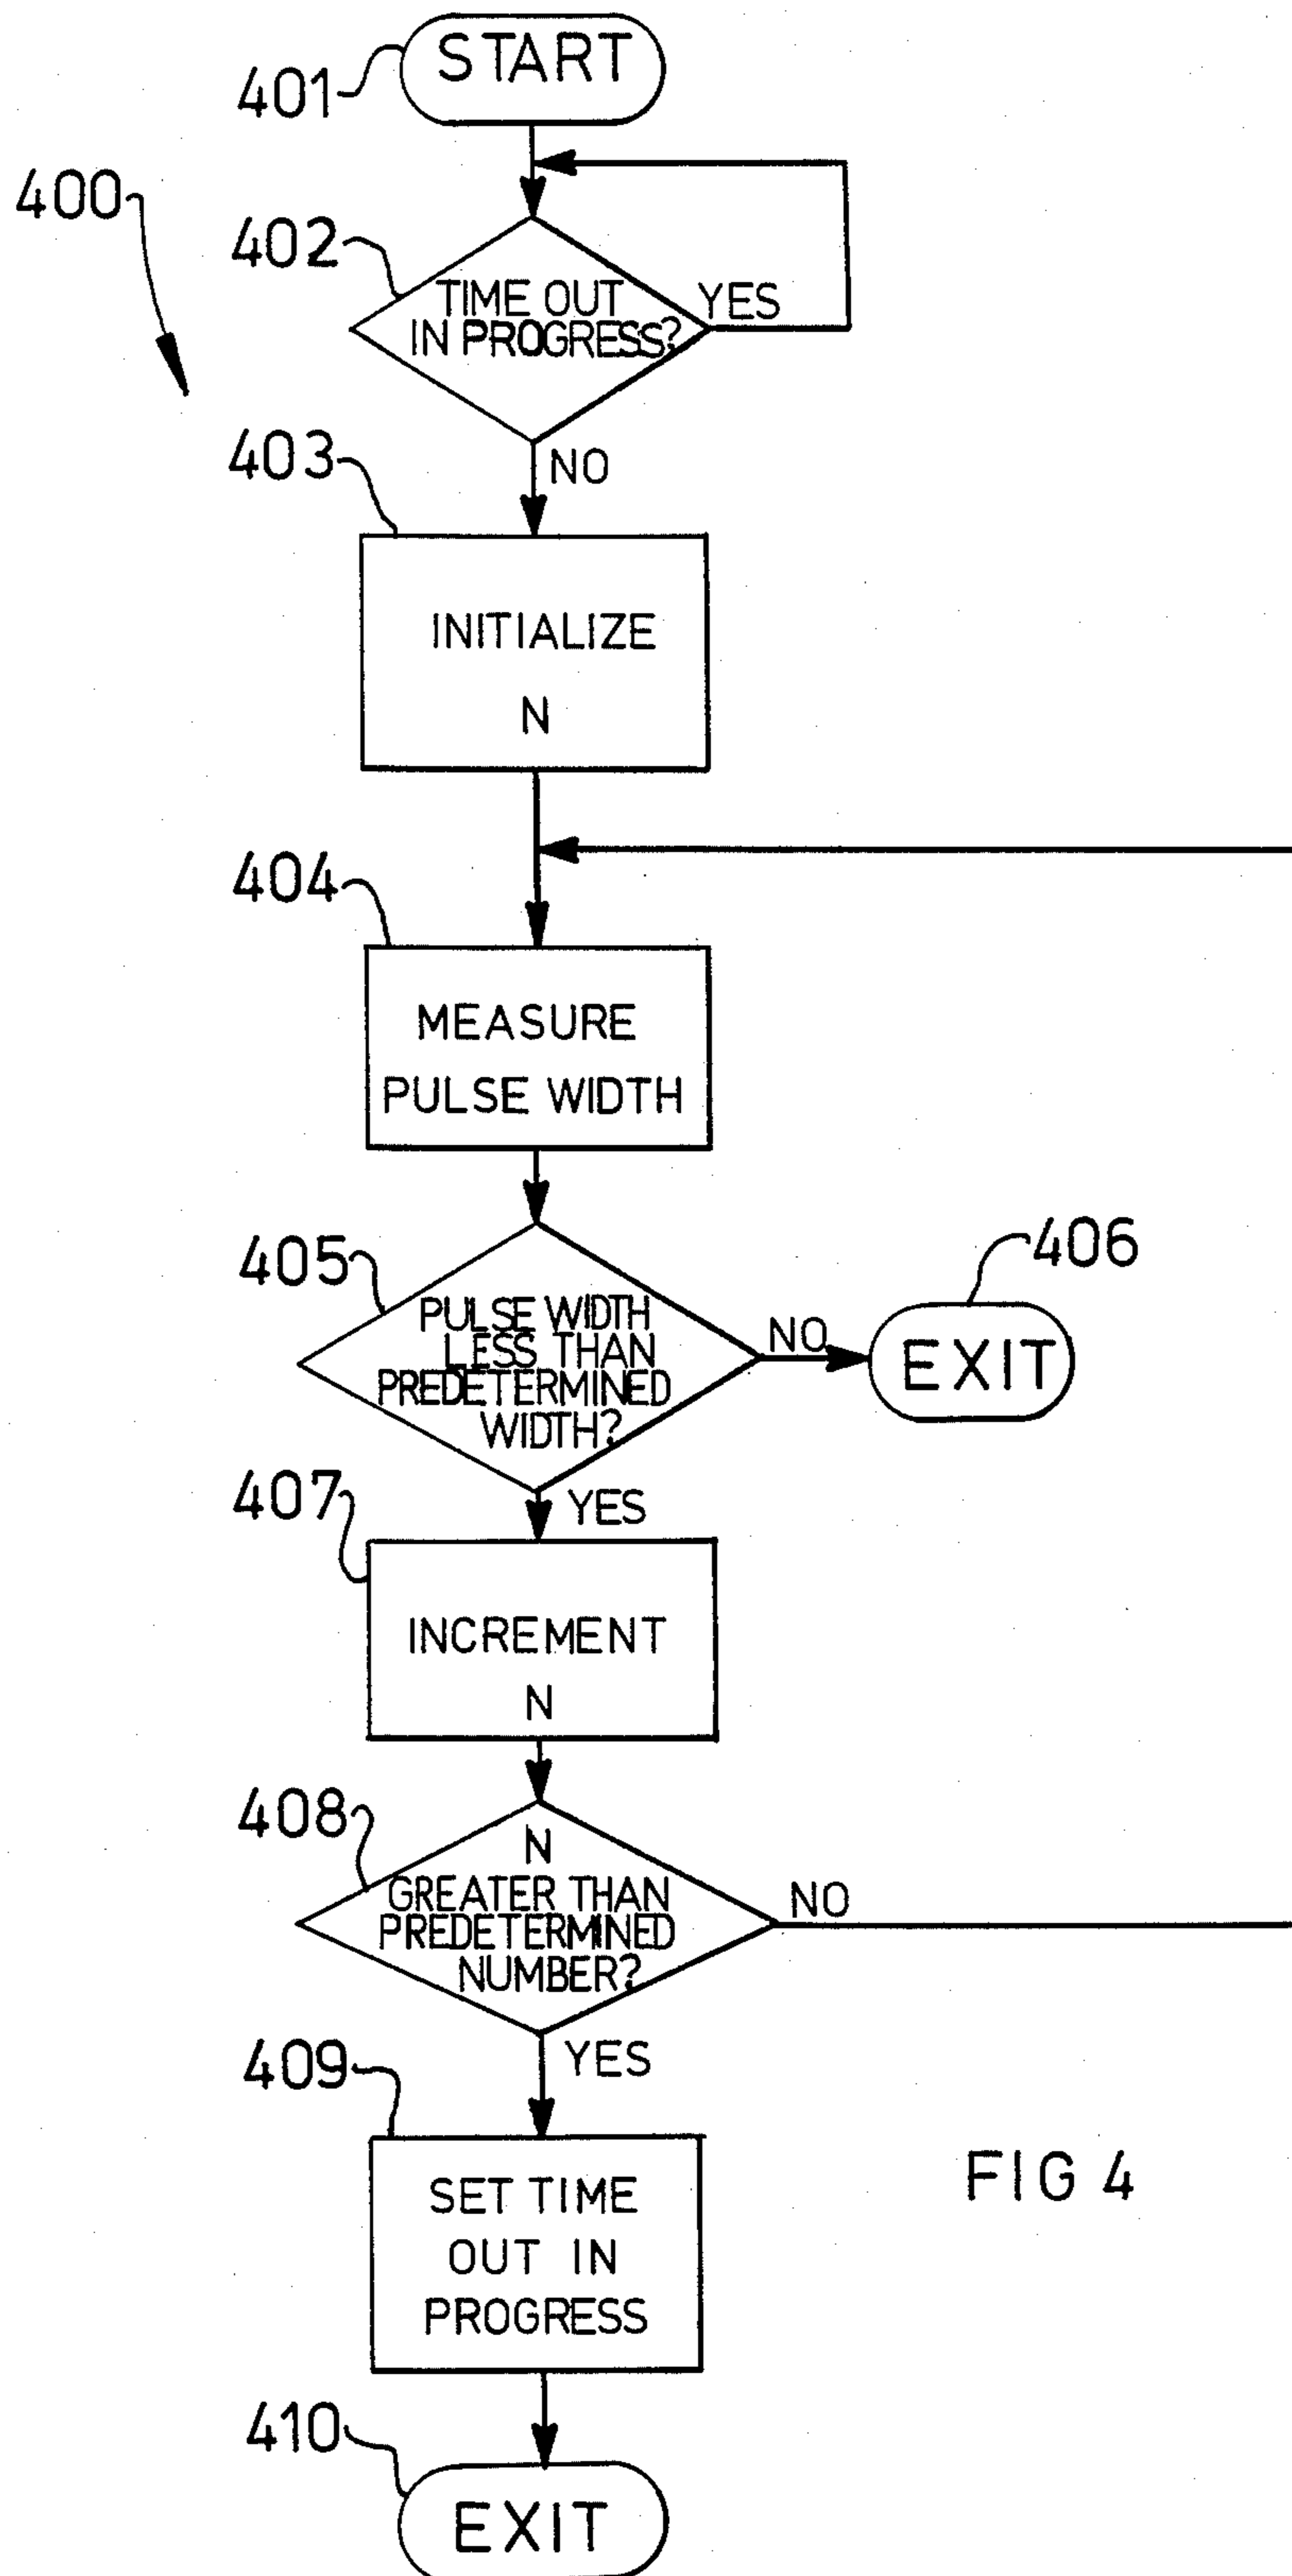 START
401
400
402
TIME OUT
IN PROGRESS?
YES
NO
403
INITIALIZE
N
404
MEASURE
PULSE WIDTH
405
PULSE WIDTH
LESS THAN
PREDETERMINED
WIDTH?
NO
406
EXIT
YES
407
INCREMENT
N
408
N
GREATER THAN
PREDETERMINED
NUMBER?
NO
YES
409
SET TIME
OUT IN
PROGRESS
FIG 4
410
EXIT